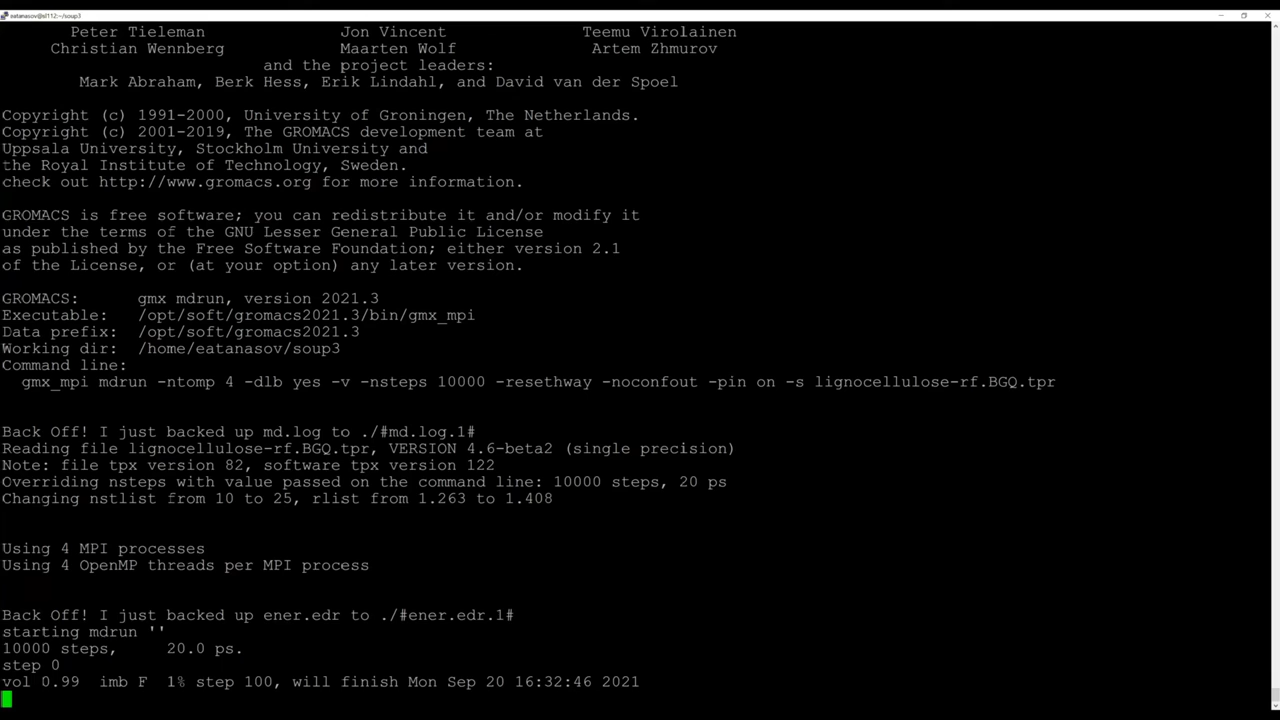 eatanasov@sl112:~/soup3
Peter Tieleman Jon Vincent Teemu Virolainen
Christian Wennberg Maarten Wolf Artem Zhmurov
and the project leaders:
Mark Abraham, Berk Hess, Erik Lindahl, and David van der Spoel
Copyright (c) 1991-2000, University of Groningen, The Netherlands.
Copyright (c) 2001-2019, The GROMACS development team at
Uppsala University, Stockholm University and
the Royal Institute of Technology, Sweden.
check out http://www.gromacs.org for more information.
GROMACS is free software; you can redistribute it and/or modify it
under the terms of the GNU Lesser General Public License
as published by the Free Software Foundation; either version 2.1
of the License, or (at your option) any later version.
GROMACS: gmx mdrun, version 2021.3
Executable: /opt/soft/gromacs2021.3/bin/gmx_mpi
Data prefix: /opt/soft/gromacs2021.3
Working dir: /home/eatanasov/soup3
Command line:
gmx_mpi mdrun -ntomp 4 -dlb yes -v -nsteps 10000 -resethway -noconfout -pin on -s lignocellulose-rf.BGQ.tpr
Back Off! I just backed up md.log to ./#md.log.1#
Reading file lignocellulose-rf.BGQ.tpr, VERSION 4.6-beta2 (single precision)
Note: file tpx version 82, software tpx version 122
Overriding nsteps with value passed on the command line: 10000 steps, 20 ps
Changing nstlist from 10 to 25, rlist from 1.263 to 1.408
Using 4 MPI processes
Using 4 OpenMP threads per MPI process
Back Off! I just backed up ener.edr to ./#ener.edr.1#
starting mdrun ''
10000 steps, 20.0 ps.
step 0
vol 0.99 imb F 1% step 100, will finish Mon Sep 20 16:32:46 2021